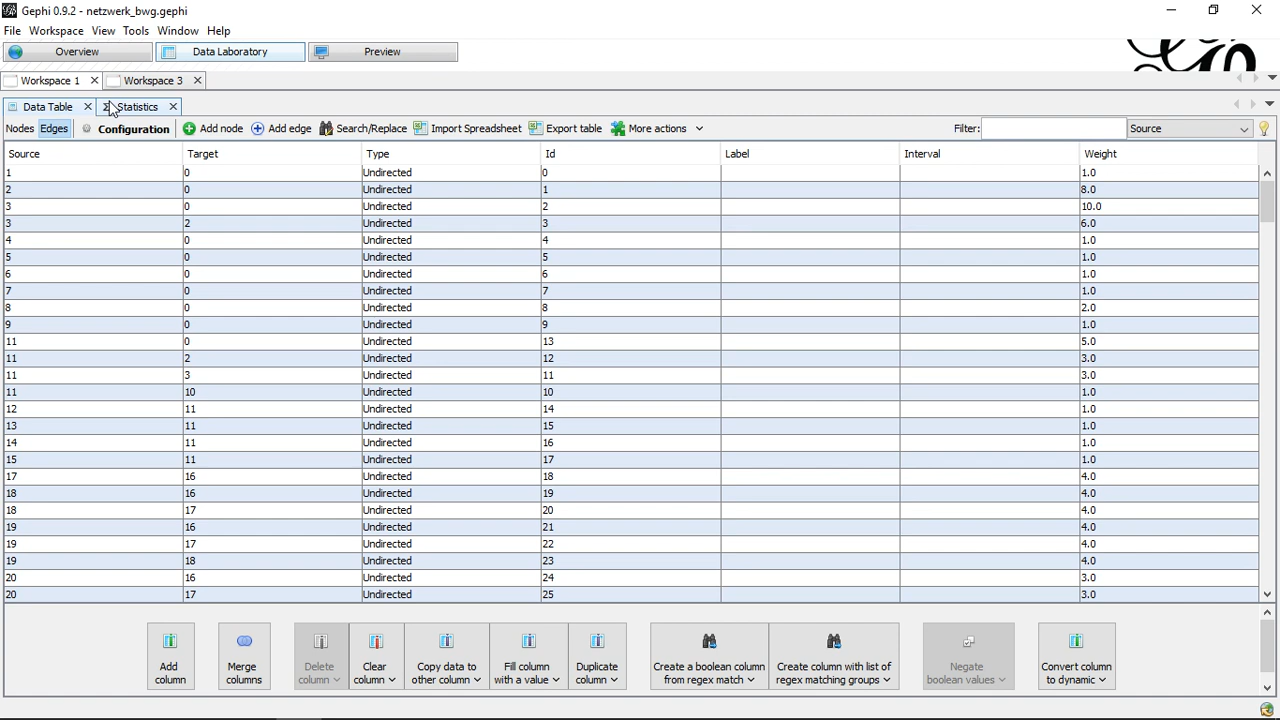 Gephi 0.9.2 - netzwerk_bwg.gephi
File Workspace View Tools Window Help
Overview Data Laboratory Preview
Workspace 1 Workspace 3
Data Table Statistics
Nodes Edges Configuration Add node Add edge Search/Replace Import Spreadsheet Export table More actions Filter: Source
Source Target Type Id Label Interval Weight
1 0 Undirected 0 1.0
2 0 Undirected 1 8.0
3 0 Undirected 2 10.0
3 2 Undirected 3 6.0
4 0 Undirected 4 1.0
5 0 Undirected 5 1.0
6 0 Undirected 6 1.0
7 0 Undirected 7 1.0
8 0 Undirected 8 2.0
9 0 Undirected 9 1.0
11 0 Undirected 13 5.0
11 2 Undirected 12 3.0
11 3 Undirected 11 3.0
11 10 Undirected 10 1.0
12 11 Undirected 14 1.0
13 11 Undirected 15 1.0
14 11 Undirected 16 1.0
15 11 Undirected 17 1.0
17 16 Undirected 18 4.0
18 16 Undirected 19 4.0
18 17 Undirected 20 4.0
19 16 Undirected 21 4.0
19 17 Undirected 22 4.0
19 18 Undirected 23 4.0
20 16 Undirected 24 3.0
20 17 Undirected 25 3.0
Add column
Merge columns
Delete column
Clear column
Copy data to other column
Fill column with a value
Duplicate column
Create a boolean column from regex match
Create column with list of regex matching groups
Negate boolean values
Convert column to dynamic